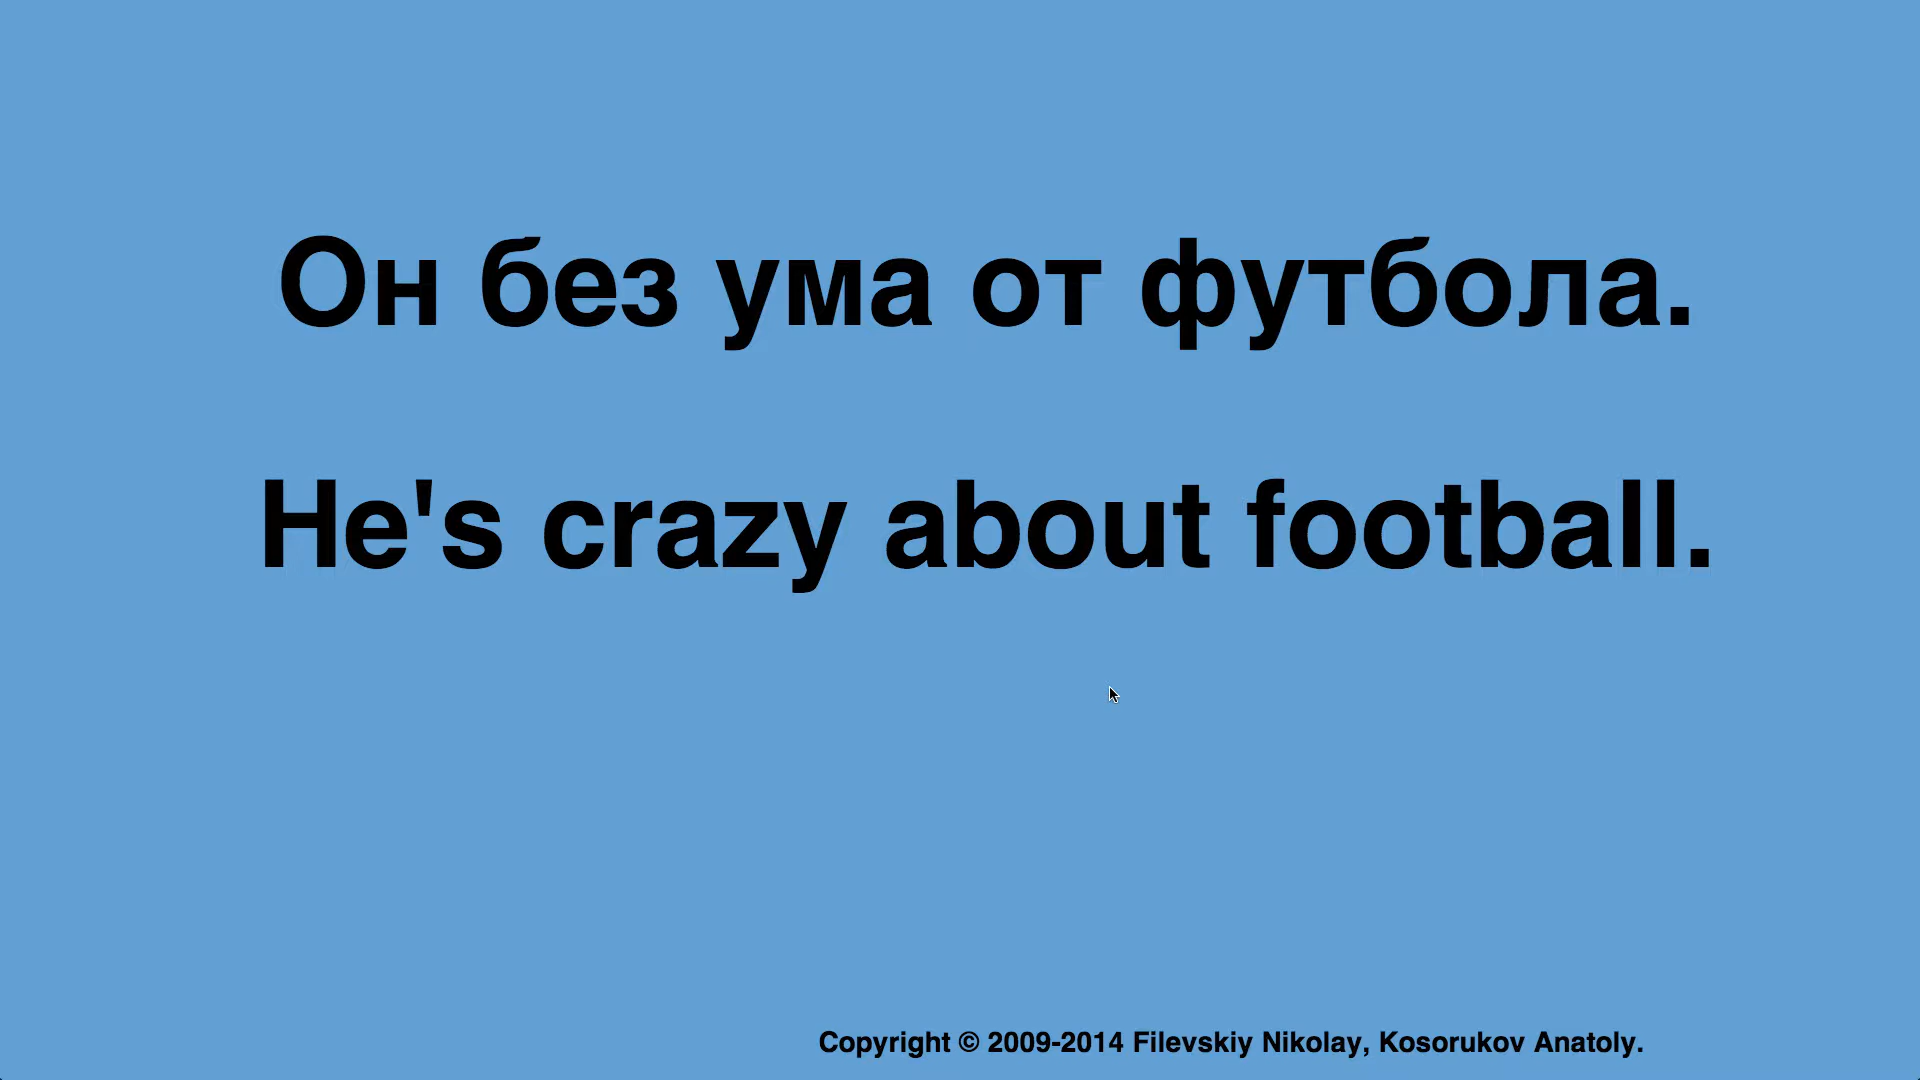 Он без ума от футбола.
He's crazy about football.
Copyright © 2009-2014 Filevskiy Nikolay, Kosorukov Anatoly.